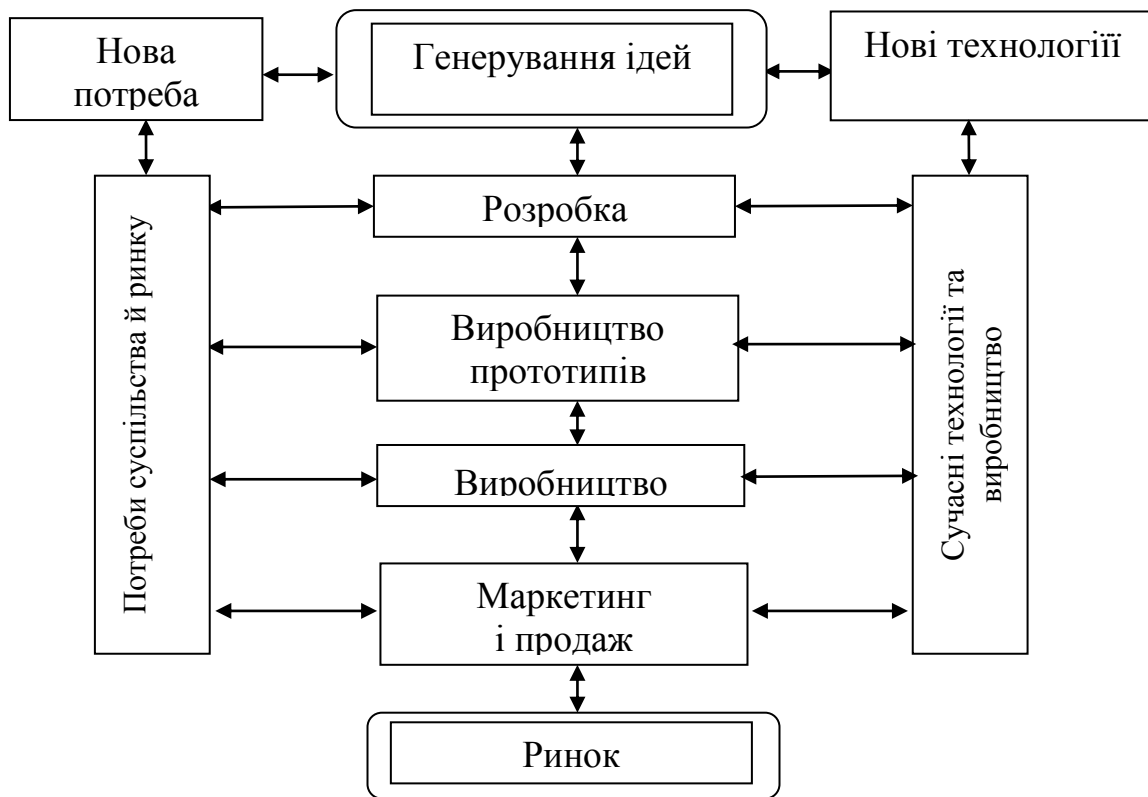 Нова
потреба
Генерування ідей
Нові технологіїї
Розробка
Виробництво
прототипів
Виробництво
Маркетинг
і продаж
Ринок
Потреби суспільства й ринку
Сучасні технології та
виробництво